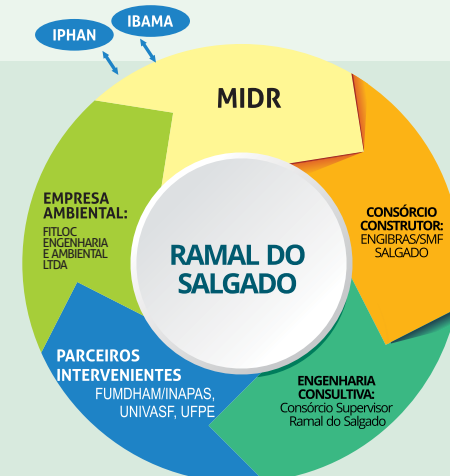 IPHAN
IBAMA
MIDR
EMPRESA
AMBIENTAL:
FITLOC
ENGENHARIA
E AMBIENTAL
LTDA
CONSÓRCIO
CONSTRUTOR:
ENGIBRAS/SMF
SALGADO
RAMAL DO
SALGADO
PARCEIROS
INTERVENIENTES
FUMDHAM/INAPAS,
UNIVASF, UFPE
ENGENHARIA
CONSULTIVA:
Consórcio Supervisor
Ramal do Salgado